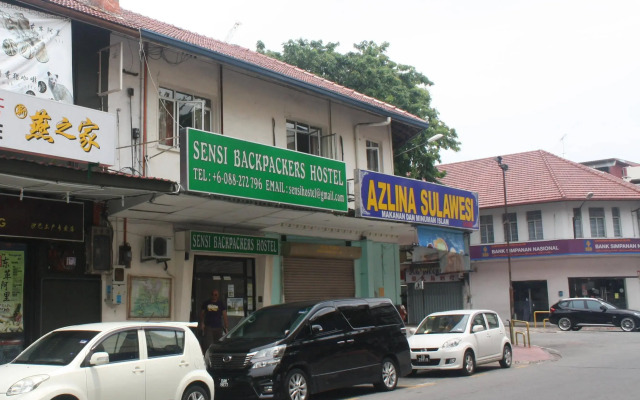 燕之家
SENSI BACKPACKERS HOSTEL
TEL : +6-088-272 796 EMAIL : sensihostel@gmail.com
SENSI BACKPACKERS HOSTEL
AZLINA SULAWESI
MAKANAN DAN MINUMAN ISLAM
BANK SIMPANAN NASIONAL
BANK SIMPANAN